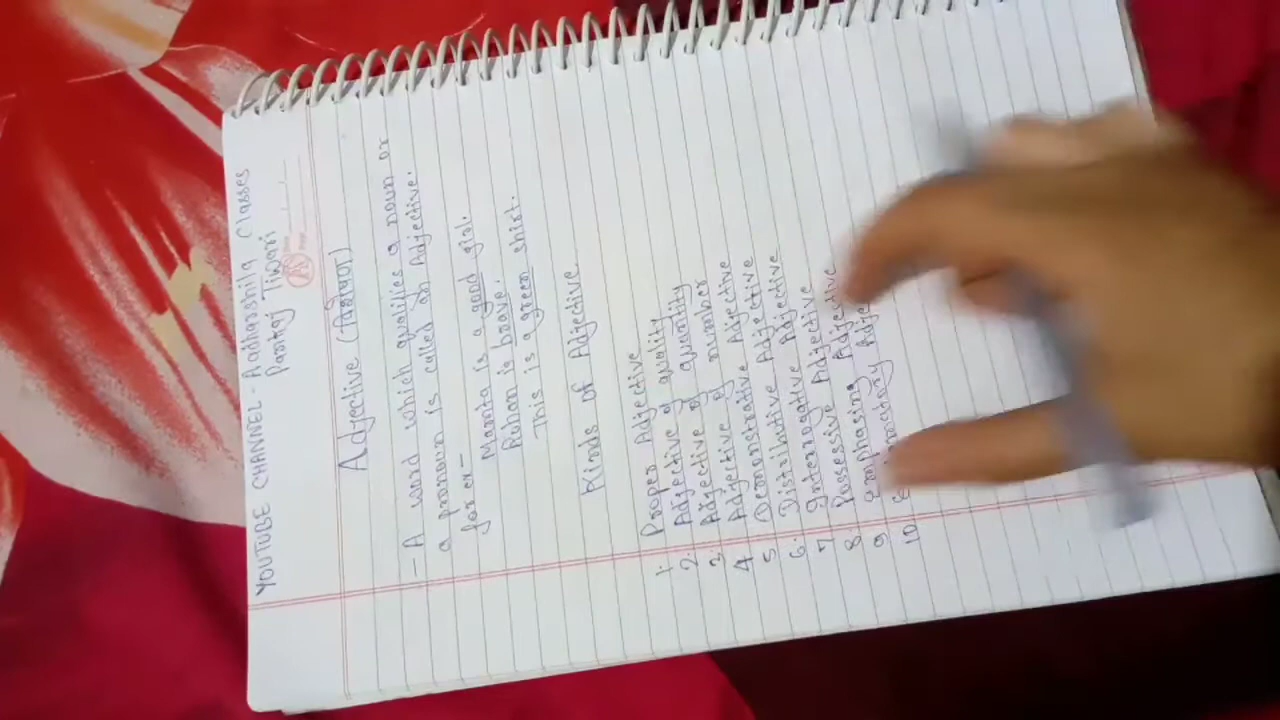 YOUTUBE CHANNEL - Aadharshila Classes
Pankaj Tiwari
Adjective (विशेषण)
- A word which qualifies a noun or
a pronoun is called an Adjective.
for ex-
Mamta is a good girl.
Rohan is brave.
This is a green shirt.
Kinds of Adjective
1. Proper Adjective
2. Adjective of quality
3. Adjective of quantity
4 Adjective of number
5 Demonstrative Adjective
6. Distributive Adjective
7 Interrogative Adjective
8 Possessive Adjective
9 Emphasing Adje
10